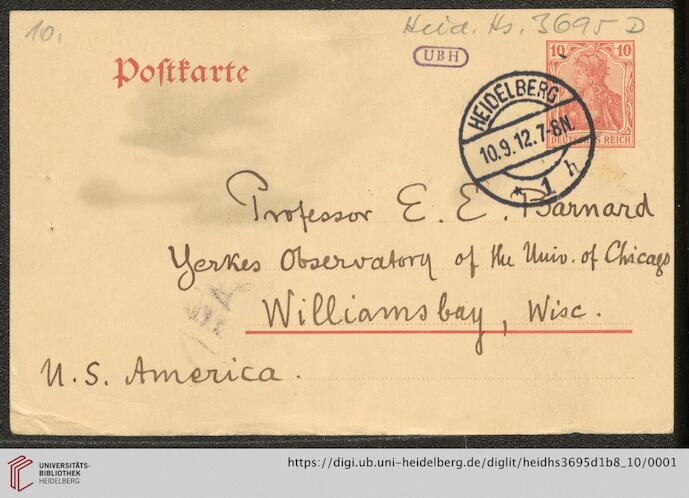 10.
Heid. Hs. 3695 D
UBH
Postkarte
10 10
DEUTSCHES REICH
HEIDELBERG
10.9.12.7-8N.
* 1 h
Professor E. E. Barnard
Yerkes Observatory of the Univ. of Chicago
Williamsbay, Wisc.
U. S. America.
UNIVERSITÄTS-
BIBLIOTHEK
HEIDELBERG
https://digi.ub.uni-heidelberg.de/diglit/heidhs3695d1b8_10/0001